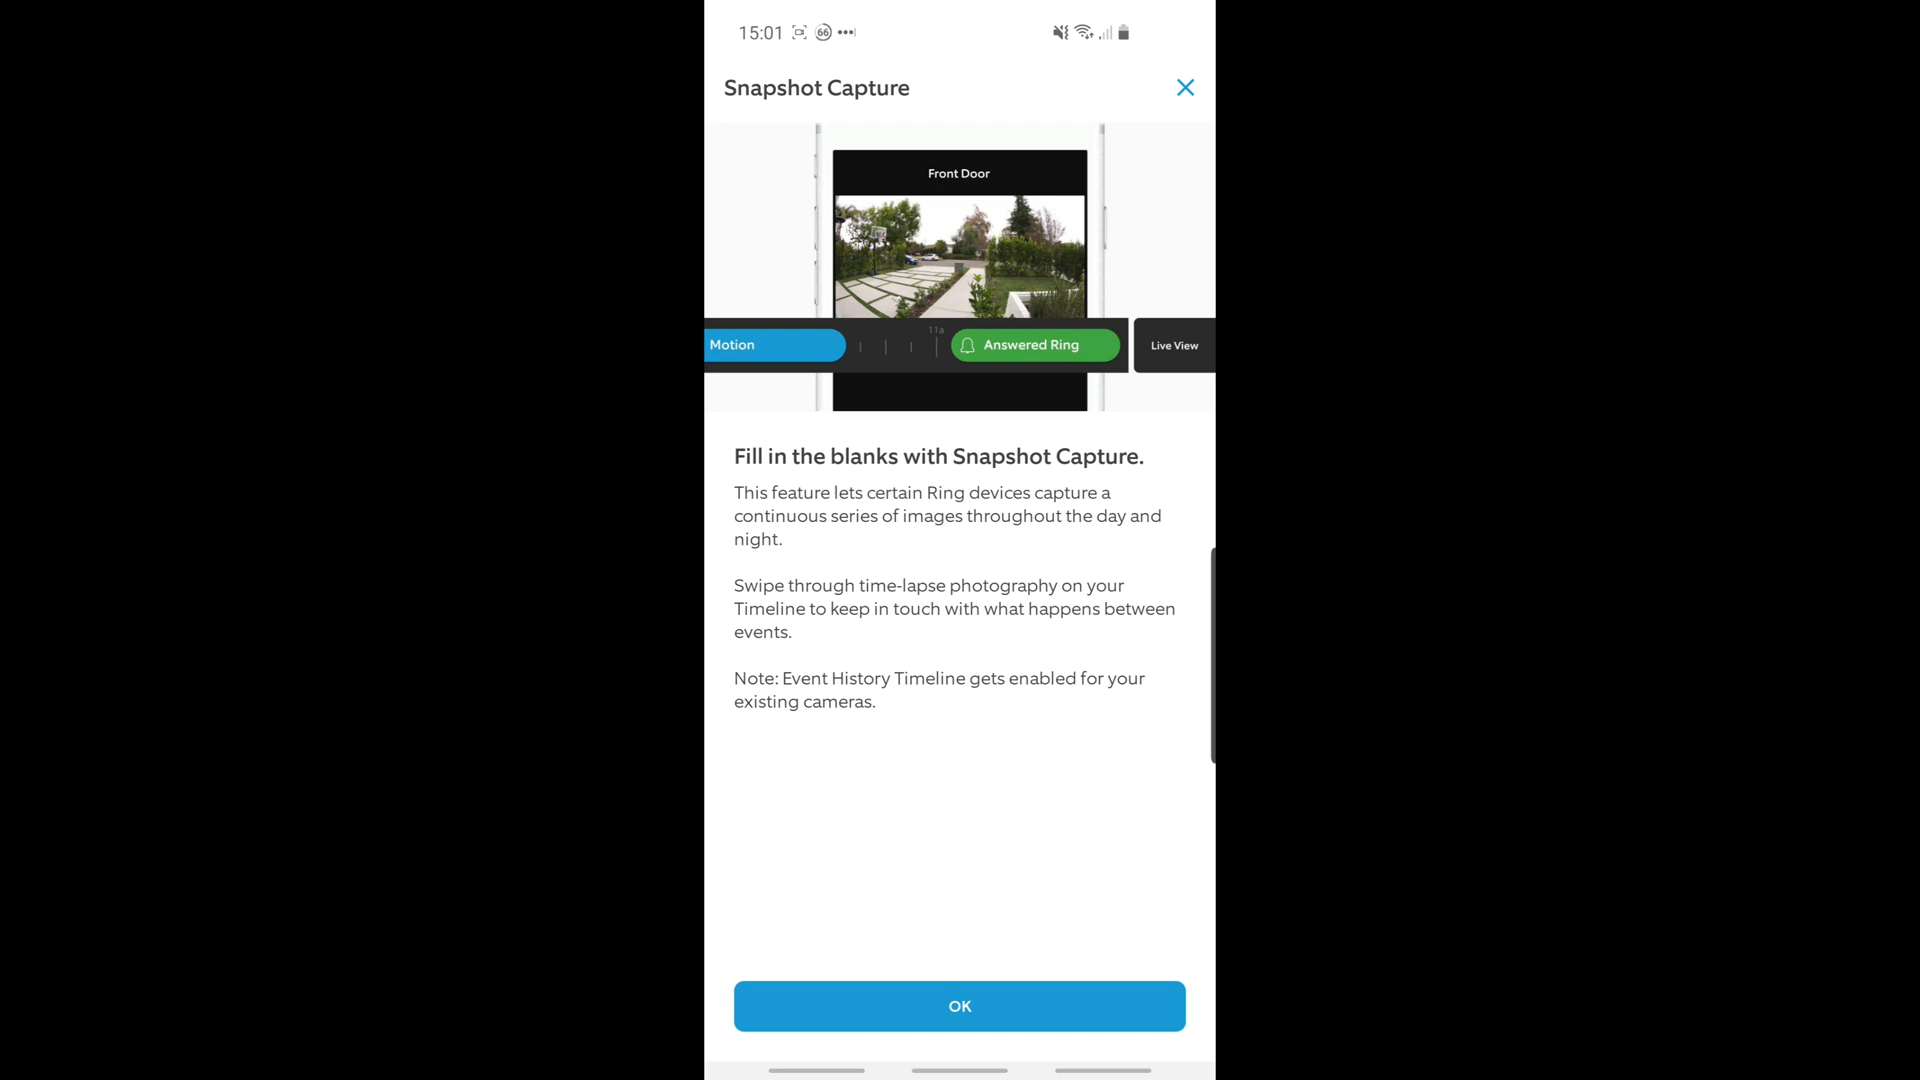 15:01 66
Snapshot Capture
Front Door
11a
Motion
Answered Ring
Live View
Fill in the blanks with Snapshot Capture.
This feature lets certain Ring devices capture a
continuous series of images throughout the day and
night.
Swipe through time-lapse photography on your
Timeline to keep in touch with what happens between
events.
Note: Event History Timeline gets enabled for your
existing cameras.
OK